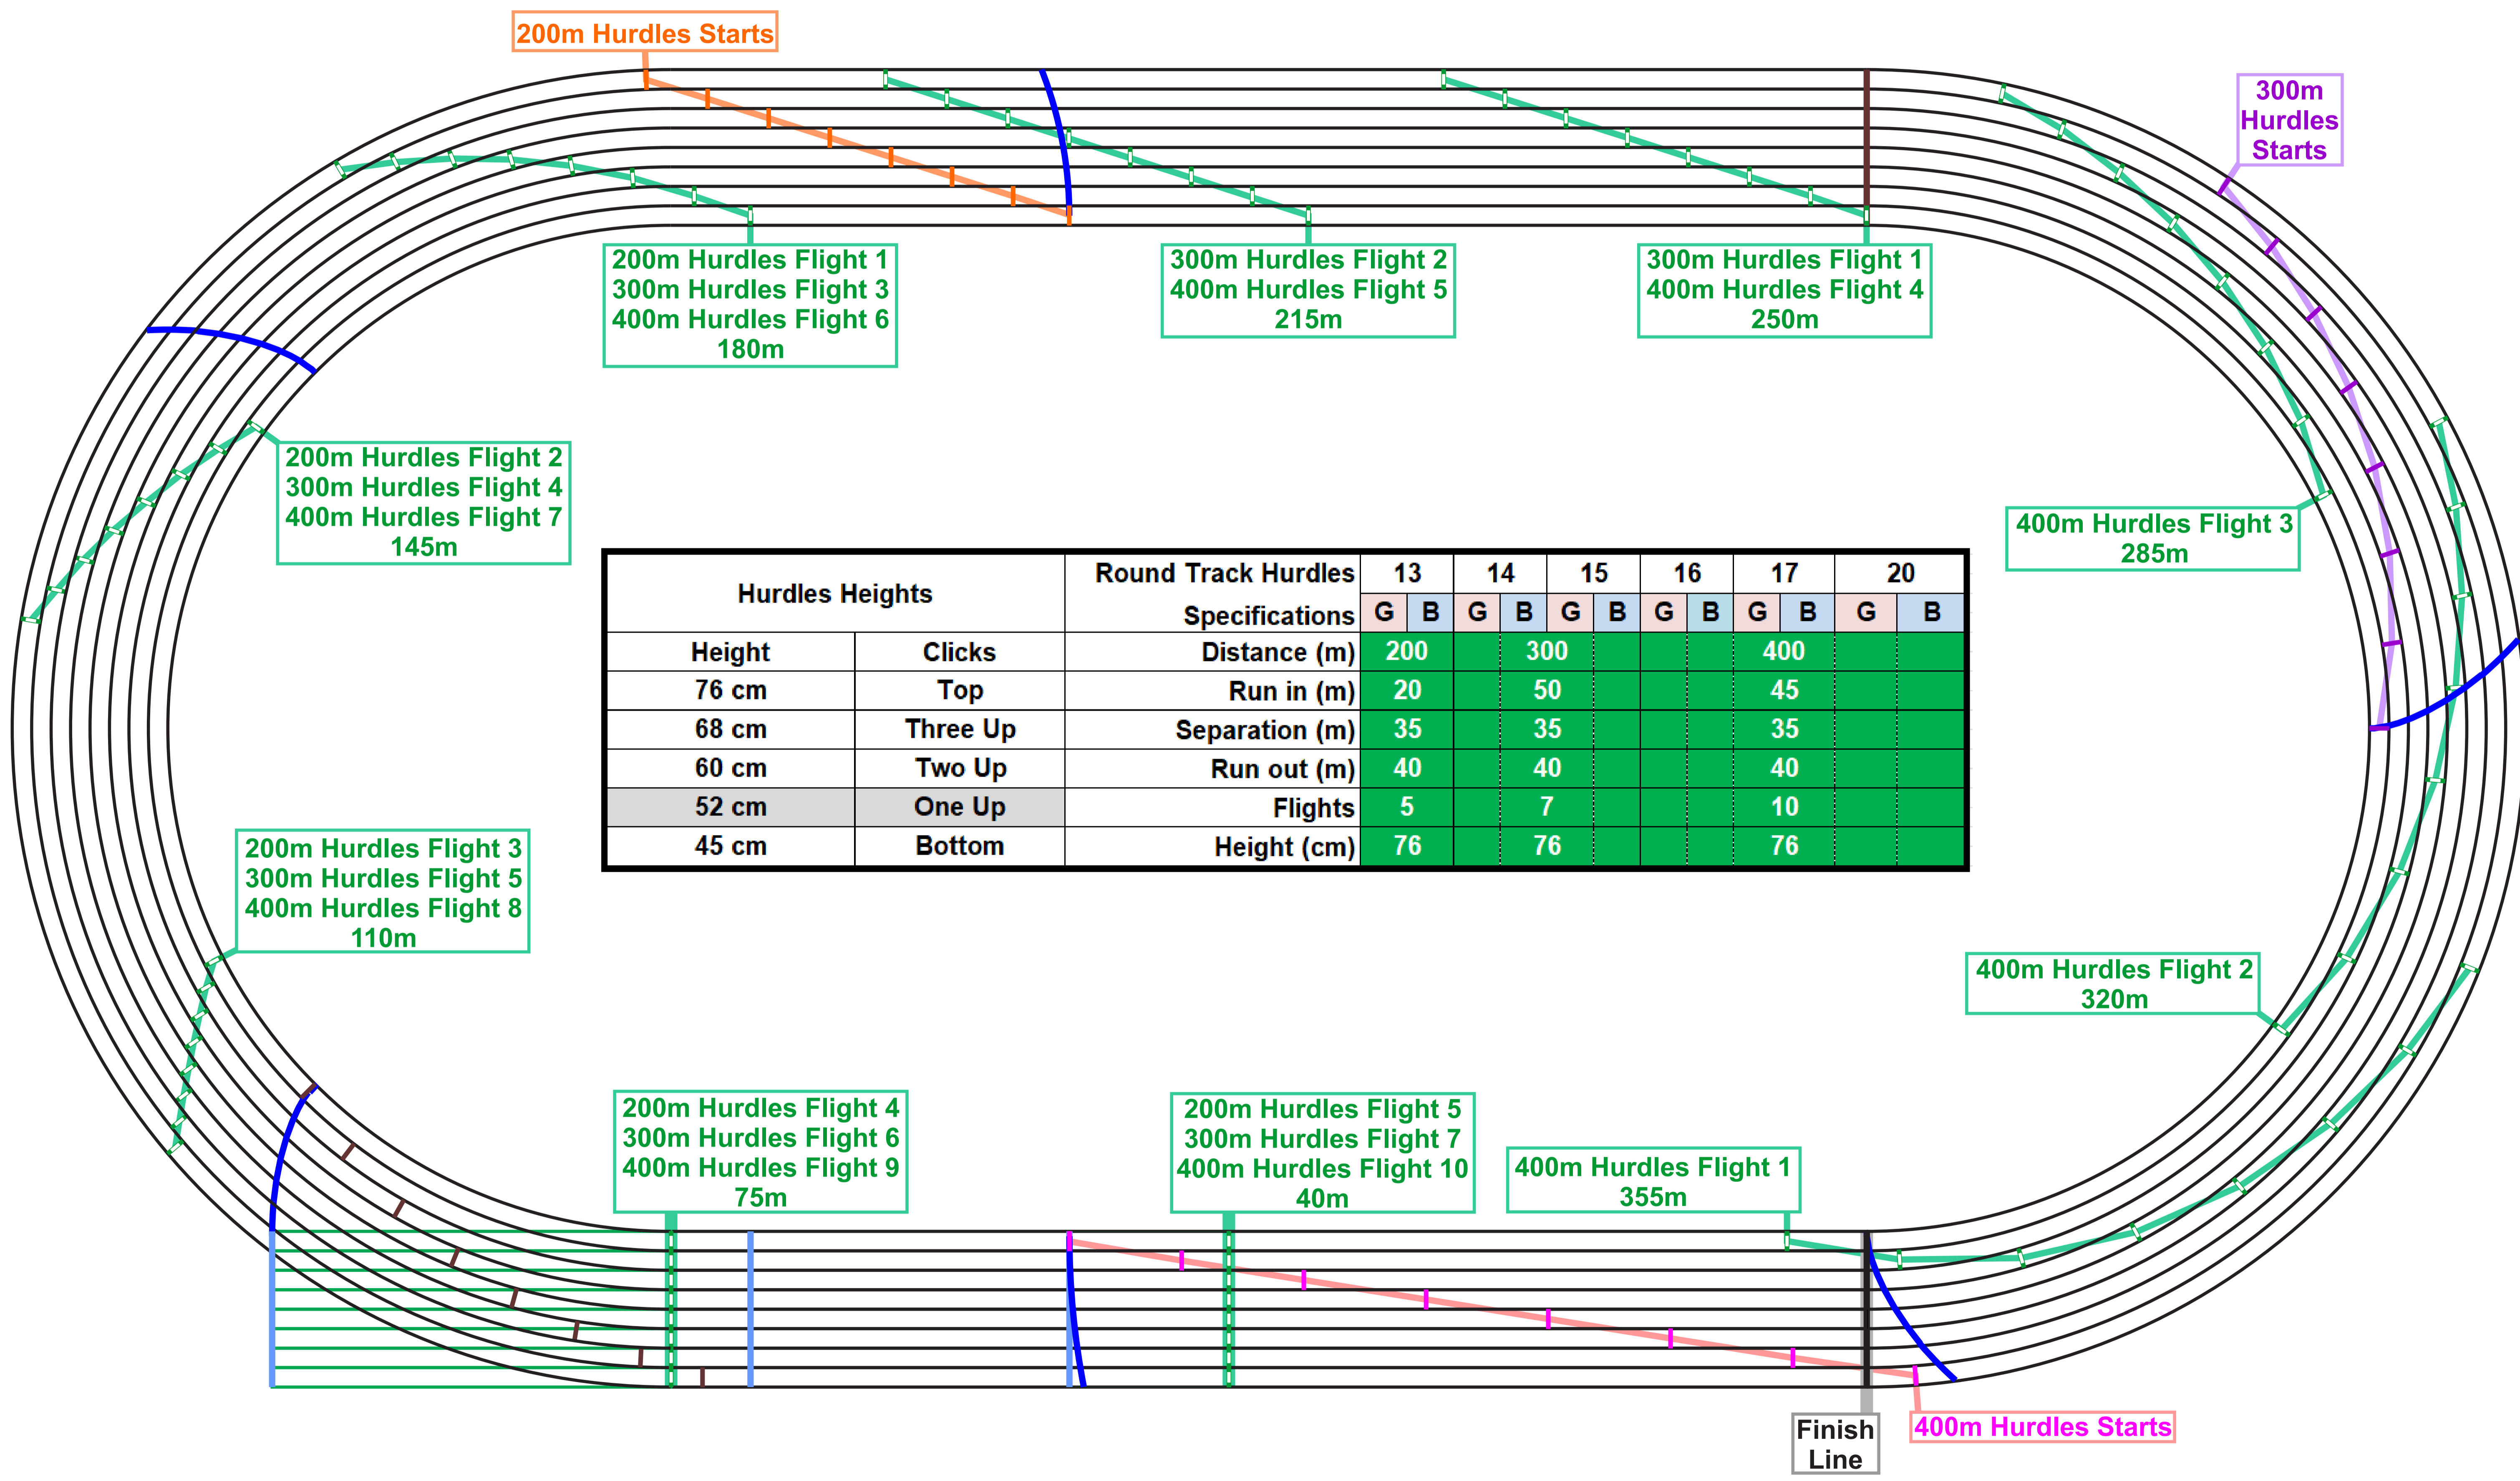 200m Hurdles Starts
300m
Hurdles
Starts
200m Hurdles Flight 1
300m Hurdles Flight 3
400m Hurdles Flight 6
180m
300m Hurdles Flight 2
400m Hurdles Flight 5
215m
300m Hurdles Flight 1
400m Hurdles Flight 4
250m
200m Hurdles Flight 2
300m Hurdles Flight 4
400m Hurdles Flight 7
145m
400m Hurdles Flight 3
285m
Hurdles Heights
Round Track Hurdles 13 14 15 16 17 20
Specifications G B G B G B G B G B G B
Height Clicks Distance (m) 200 300 400
76 cm Top Run in (m) 20 50 45
68 cm Three Up Separation (m) 35 35 35
60 cm Two Up Run out (m) 40 40 40
52 cm One Up Flights 5 7 10
45 cm Bottom Height (cm) 76 76 76
200m Hurdles Flight 3
300m Hurdles Flight 5
400m Hurdles Flight 8
110m
400m Hurdles Flight 2
320m
200m Hurdles Flight 4
300m Hurdles Flight 6
400m Hurdles Flight 9
75m
200m Hurdles Flight 5
300m Hurdles Flight 7
400m Hurdles Flight 10
40m
400m Hurdles Flight 1
355m
Finish
Line
400m Hurdles Starts